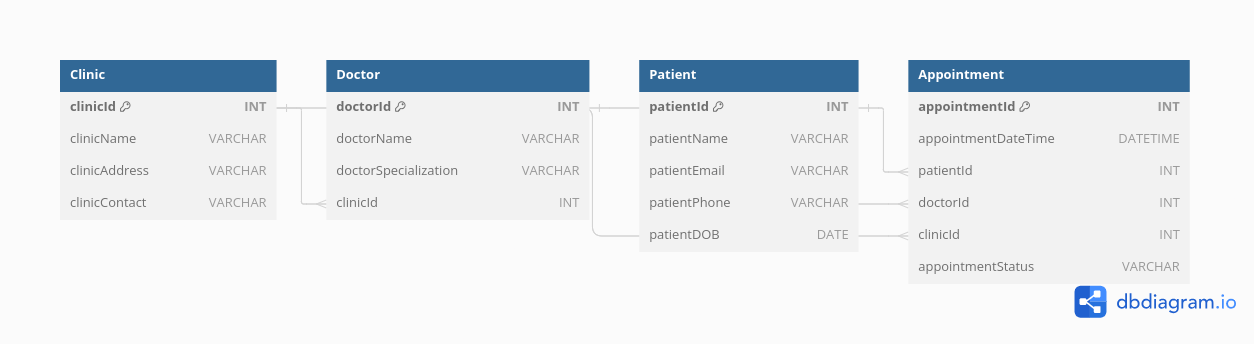 Clinic
clinicId INT
clinicName VARCHAR
clinicAddress VARCHAR
clinicContact VARCHAR
Doctor
doctorId INT
doctorName VARCHAR
doctorSpecialization VARCHAR
clinicId INT
Patient
patientId INT
patientName VARCHAR
patientEmail VARCHAR
patientPhone VARCHAR
patientDOB DATE
Appointment
appointmentId INT
appointmentDateTime DATETIME
patientId INT
doctorId INT
clinicId INT
appointmentStatus VARCHAR
dbdiagram.io